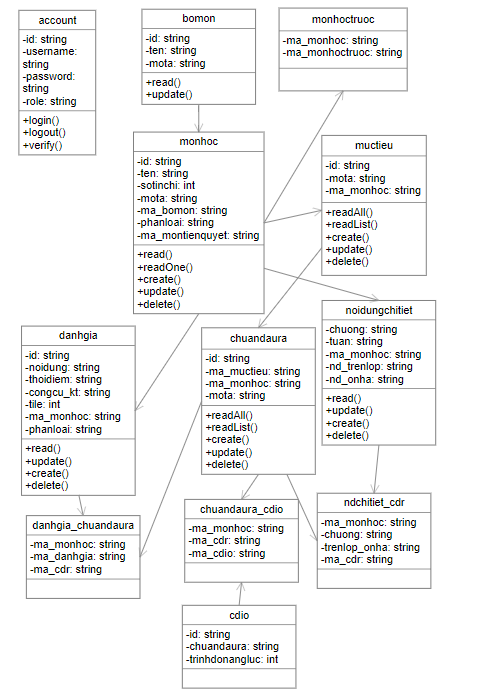 account
-id: string
-username:
string
-password:
string
-role: string
+login()
+logout()
+verify()
bomon
-id: string
-ten: string
-mota: string
+read()
+update()
monhoctruoc
-ma_monhoc: string
-ma_monhoctruoc: string
monhoc
-id: string
-ten: string
-sotinchi: int
-mota: string
-ma_bomon: string
-phanloai: string
-ma_montienquyet: string
+read()
+readOne()
+create()
+update()
+delete()
muctieu
-id: string
-mota: string
-ma_monhoc: string
+readAll()
+readList()
+create()
+update()
+delete()
danhgia
-id: string
-noidung: string
-thoidiem: string
-congcu_kt: string
-tile: int
-ma_monhoc: string
-phanloai: string
+read()
+update()
+create()
+delete()
chuandaura
-id: string
-ma_muctieu: string
-ma_monhoc: string
-mota: string
+readAll()
+readList()
+create()
+update()
+delete()
noidungchitiet
-chuong: string
-tuan: string
-ma_monhoc: string
-nd_trenlop: string
-nd_onha: string
+read()
+update()
+create()
+delete()
danhgia_chuandaura
-ma_monhoc: string
-ma_danhgia: string
-ma_cdr: string
chuandaura_cdio
-ma_monhoc: string
-ma_cdr: string
-ma_cdio: string
ndchitiet_cdr
-ma_monhoc: string
-chuong: string
-trenlop_onha: string
-ma_cdr: string
cdio
-id: string
-chuandaura: string
-trinhdonangluc: int